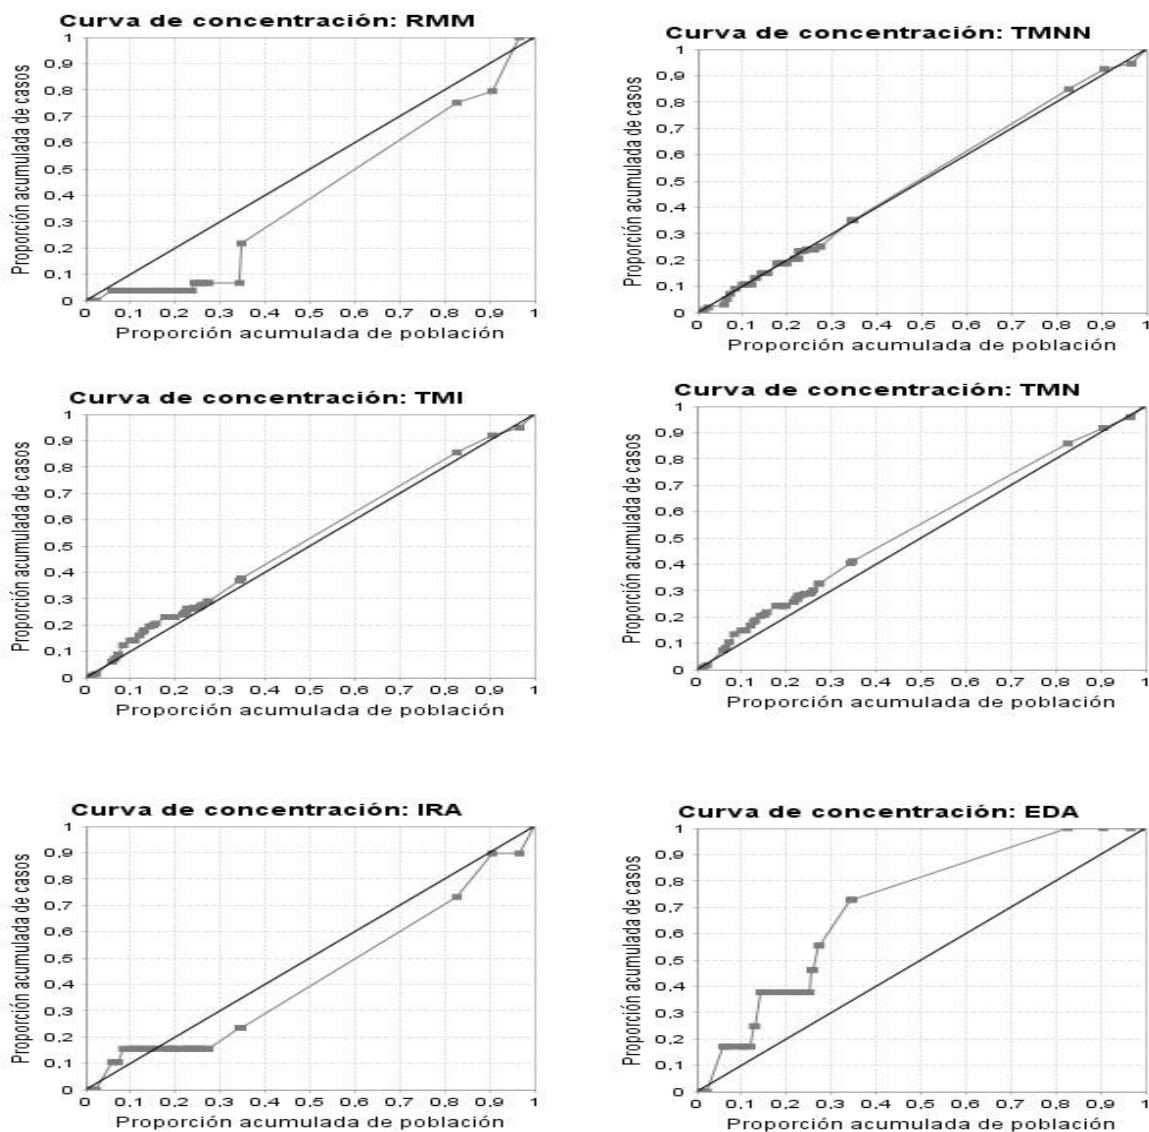 Curva de concentración: RMM
Proporción acumulada de casos
1
0,9
0,8
0,7
0,6
0,5
0,4
0,3
0,2
0,1
0
0 0,1 0,2 0,3 0,4 0,5 0,6 0,7 0,8 0,9 1
Proporción acumulada de población
Curva de concentración: TMNN
Proporción acumulada de casos
1
0,9
0,8
0,7
0,6
0,5
0,4
0,3
0,2
0,1
0
0 0,1 0,2 0,3 0,4 0,5 0,6 0,7 0,8 0,9 1
Proporción acumulada de población
Curva de concentración: TMI
Proporción acumulada de casos
1
0,9
0,8
0,7
0,6
0,5
0,4
0,3
0,2
0,1
0
0 0,1 0,2 0,3 0,4 0,5 0,6 0,7 0,8 0,9 1
Proporción acumulada de población
Curva de concentración: TMN
Proporción acumulada de casos
1
0,9
0,8
0,7
0,6
0,5
0,4
0,3
0,2
0,1
0
0 0,1 0,2 0,3 0,4 0,5 0,6 0,7 0,8 0,9 1
Proporción acumulada de población
Curva de concentración: IRA
Proporción acumulada de casos
1
0,9
0,8
0,7
0,6
0,5
0,4
0,3
0,2
0,1
0
0 0,1 0,2 0,3 0,4 0,5 0,6 0,7 0,8 0,9 1
Proporción acumulada de población
Curva de concentración: EDA
Proporción acumulada de casos
1
0,9
0,8
0,7
0,6
0,5
0,4
0,3
0,2
0,1
0
0 0,1 0,2 0,3 0,4 0,5 0,6 0,7 0,8 0,9 1
Proporción acumulada de población